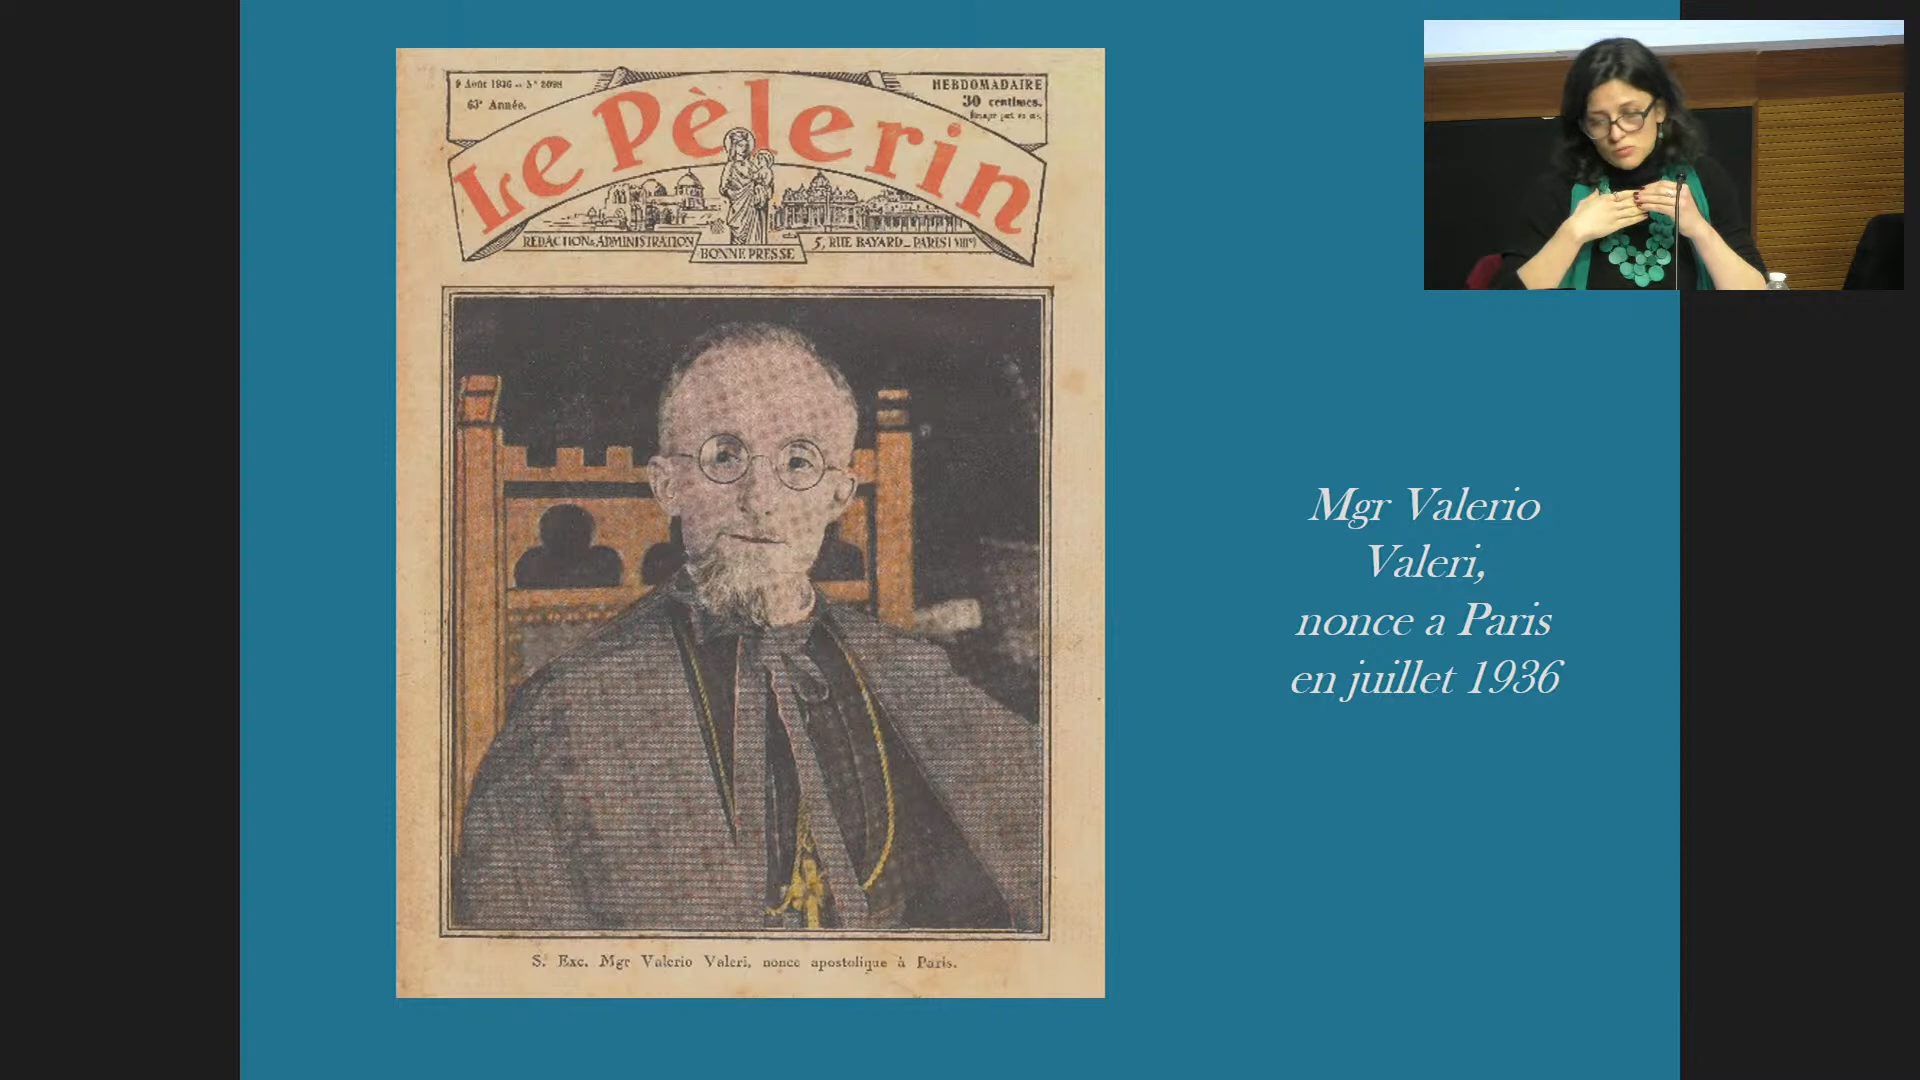 9 Août 1936 — N° 3098
63e Année.
HEBDOMADAIRE
30 centimes.
Le Pèlerin
RÉDACTION & ADMINISTRATION
BONNE PRESSE
5, RUE BAYARD _ PARIS (VIIIe)
S. Exc. Mgr Valerio Valeri, nonce apostolique à Paris.
Mgr Valerio
Valeri,
nonce a Paris
en juillet 1936